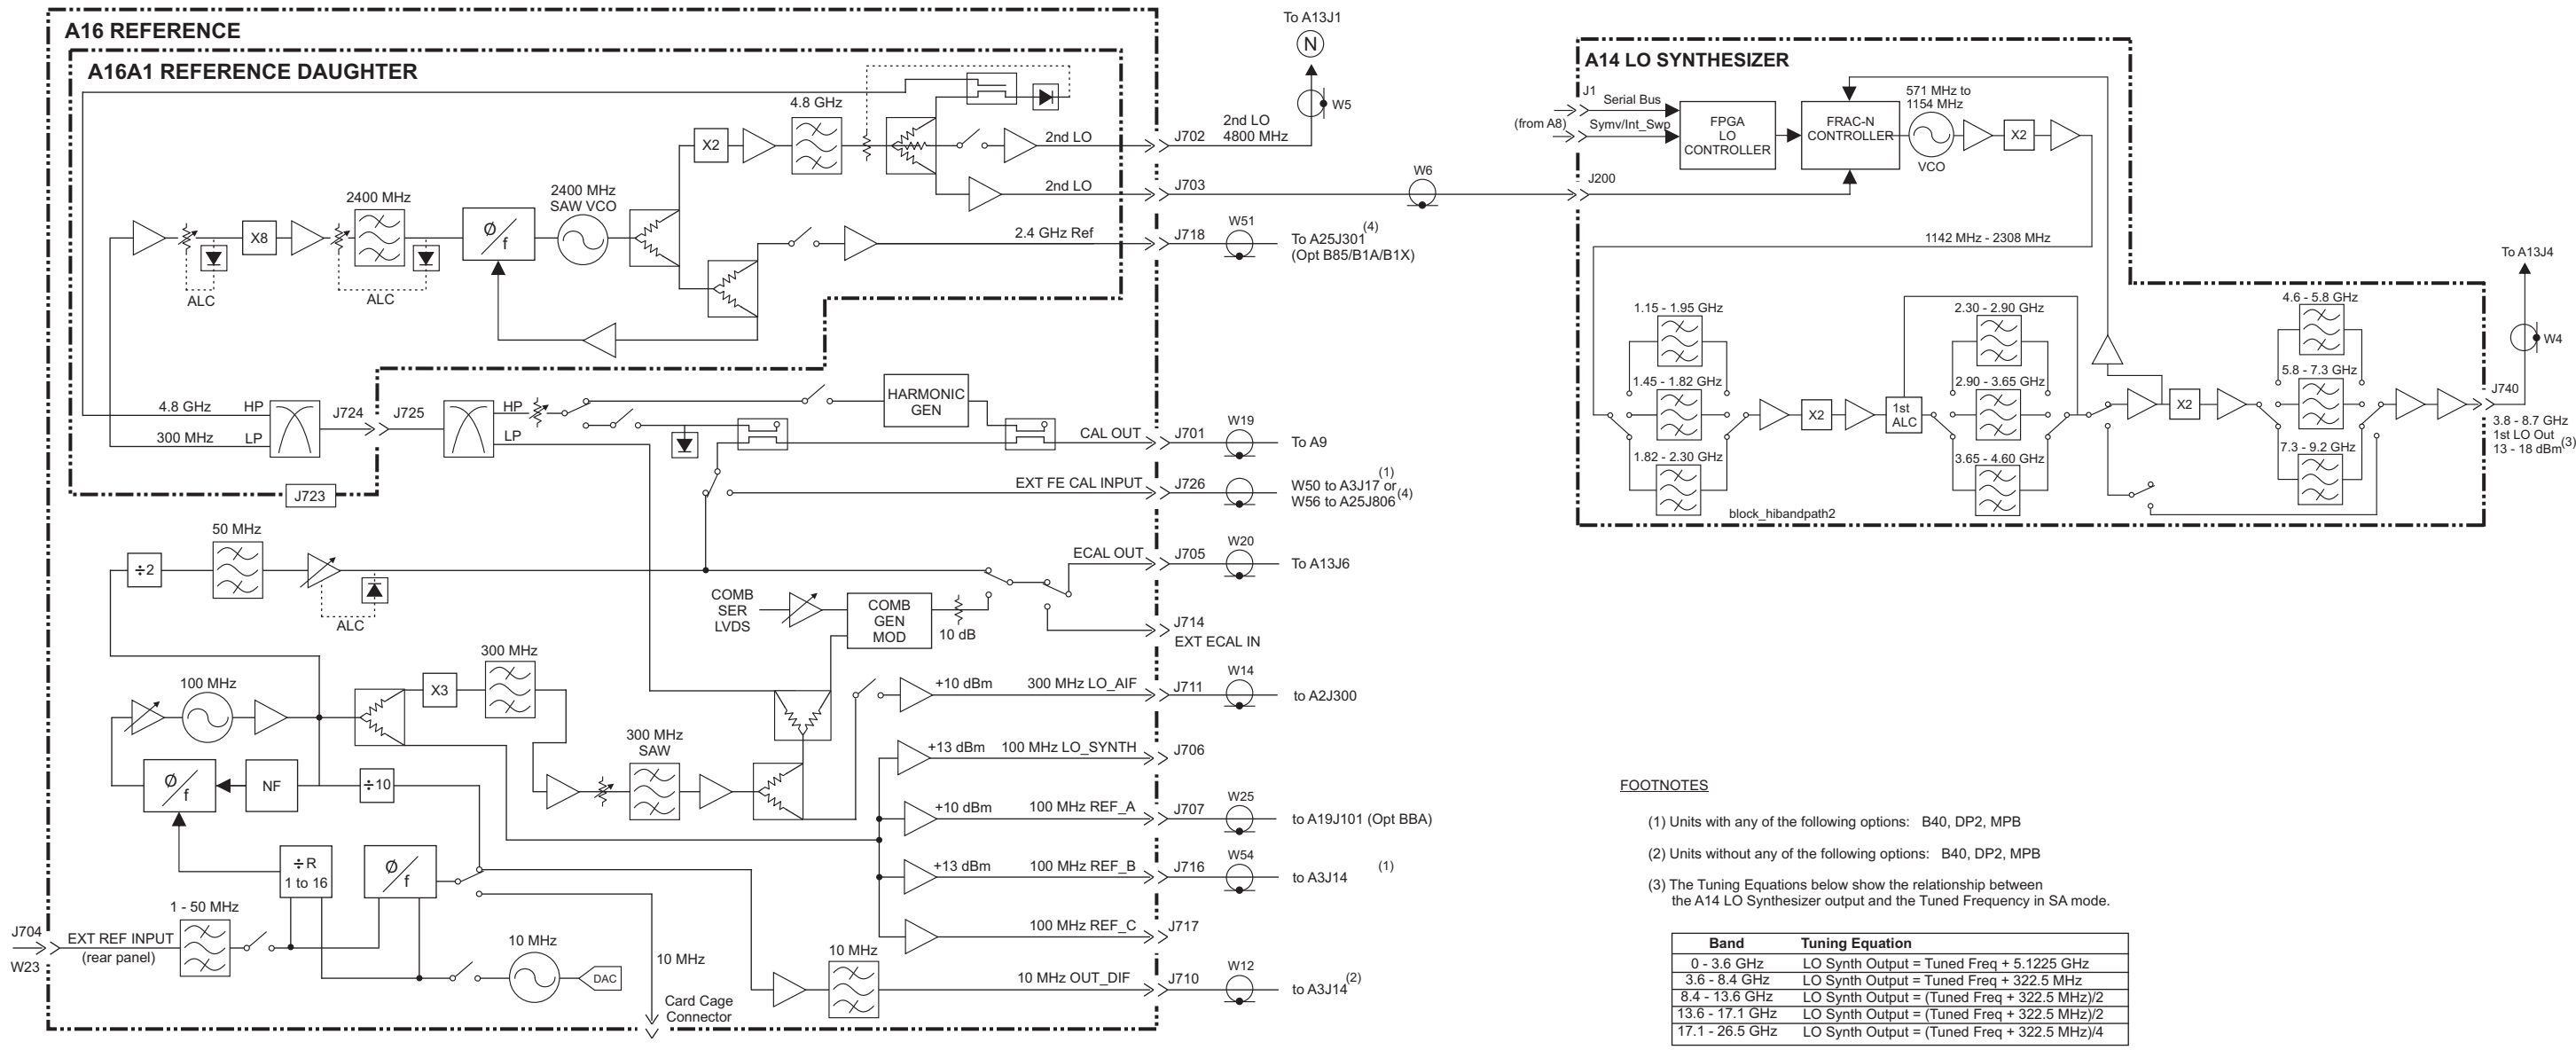 A16 REFERENCE
A16A1 REFERENCE DAUGHTER
4.8 GHz
X2
2nd LO
2nd LO
2400 MHz
2400 MHz
SAW VCO
X8
Ø
f
ALC
ALC
2.4 GHz Ref
4.8 GHz
HP
300 MHz
LP
J724
J725
J723
HP
LP
HARMONIC
GEN
CAL OUT
EXT FE CAL INPUT
ECAL OUT
50 MHz
÷2
ALC
COMB
SER
LVDS
COMB
GEN
MOD
10 dB
100 MHz
X3
300 MHz
300 MHz
SAW
Ø
f
NF
÷10
÷R
1 to 16
Ø
f
1 - 50 MHz
J704
W23
EXT REF INPUT
(rear panel)
10 MHz
DAC
10 MHz
Card Cage
Connector
10 MHz
+10 dBm
300 MHz LO_AIF
+13 dBm
100 MHz LO_SYNTH
+10 dBm
100 MHz REF_A
+13 dBm
100 MHz REF_B
100 MHz REF_C
10 MHz OUT_DIF
To A13J1
N
W5
J702
2nd LO
4800 MHz
J703
W6
J718
W51
To A25J301
(4)
(Opt B85/B1A/B1X)
J701
W19
To A9
J726
W50 to A3J17 or
(1)
W56 to A25J806
(4)
J705
W20
To A13J6
J714
EXT ECAL IN
J711
W14
to A2J300
J706
J707
W25
to A19J101 (Opt BBA)
J716
W54
to A3J14
(1)
J717
J710
W12
to A3J14
(2)
A14 LO SYNTHESIZER
J1
Serial Bus
(from A8)
Symv/Int_Swp
FPGA
LO
CONTROLLER
FRAC-N
CONTROLLER
571 MHz to
1154 MHz
VCO
X2
J200
1142 MHz - 2308 MHz
1.15 - 1.95 GHz
1.45 - 1.82 GHz
1.82 - 2.30 GHz
X2
1st
ALC
2.30 - 2.90 GHz
2.90 - 3.65 GHz
3.65 - 4.60 GHz
X2
4.6 - 5.8 GHz
5.8 - 7.3 GHz
7.3 - 9.2 GHz
block_hibandpath2
To A13J4
W4
J740
3.8 - 8.7 GHz
1st LO Out
13 - 18 dBm
(3)
FOOTNOTES
(1) Units with any of the following options: B40, DP2, MPB
(2) Units without any of the following options: B40, DP2, MPB
(3) The Tuning Equations below show the relationship between
the A14 LO Synthesizer output and the Tuned Frequency in SA mode.
Band Tuning Equation
0 - 3.6 GHz LO Synth Output = Tuned Freq + 5.1225 GHz
3.6 - 8.4 GHz LO Synth Output = Tuned Freq + 322.5 MHz
8.4 - 13.6 GHz LO Synth Output = (Tuned Freq + 322.5 MHz)/2
13.6 - 17.1 GHz LO Synth Output = (Tuned Freq + 322.5 MHz)/2
17.1 - 26.5 GHz LO Synth Output = (Tuned Freq + 322.5 MHz)/4